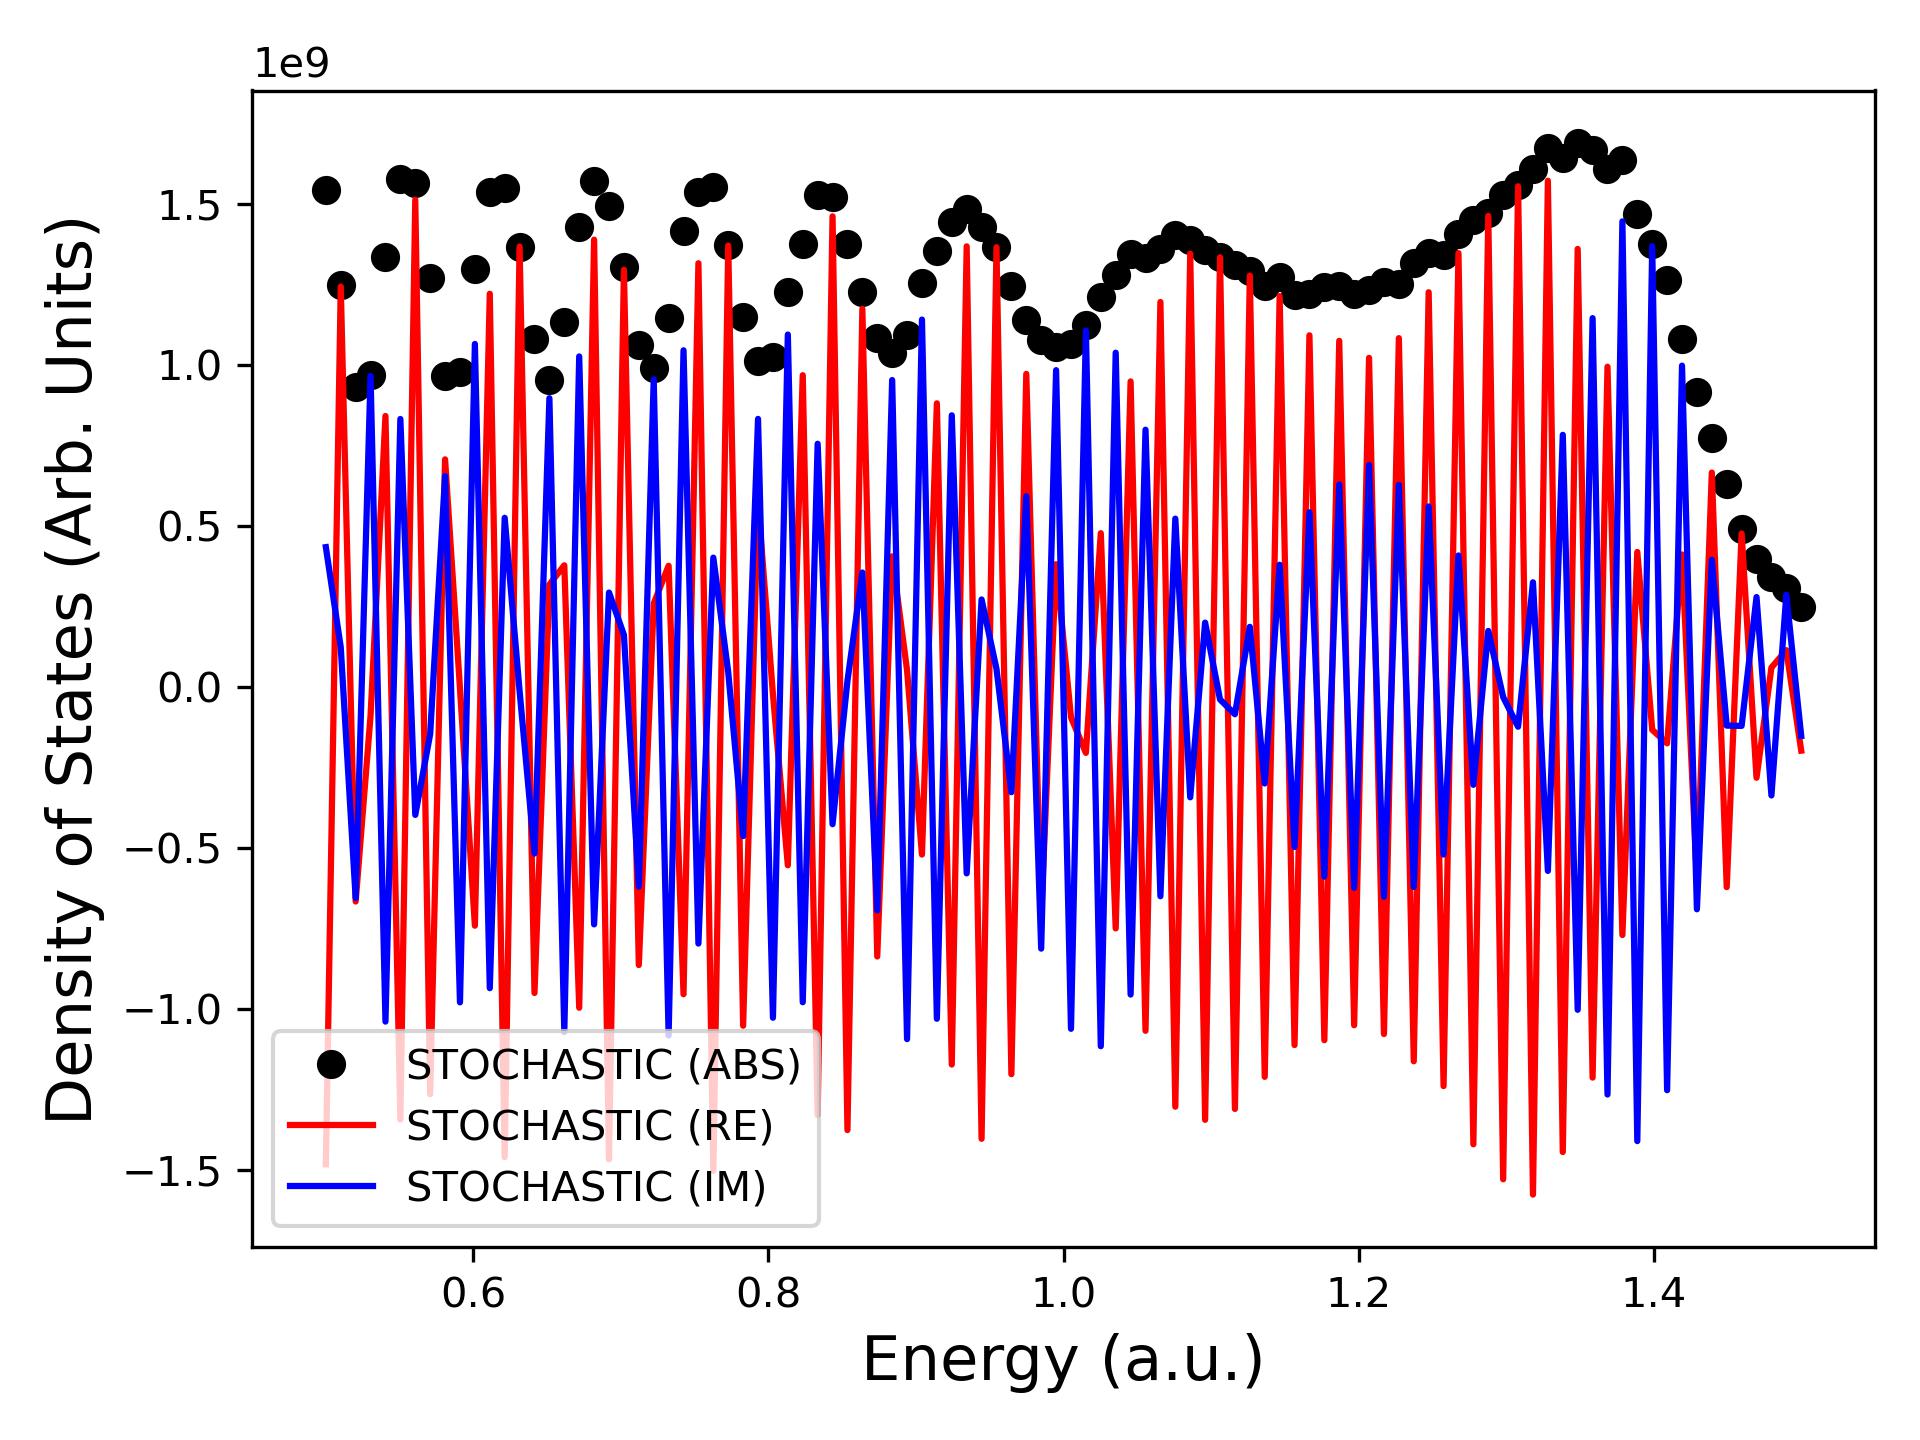 1e9
Density of States (Arb. Units)
1.5
1.0
0.5
0.0
−0.5
−1.0
−1.5
STOCHASTIC (ABS)
STOCHASTIC (RE)
STOCHASTIC (IM)
0.6 0.8 1.0 1.2 1.4
Energy (a.u.)